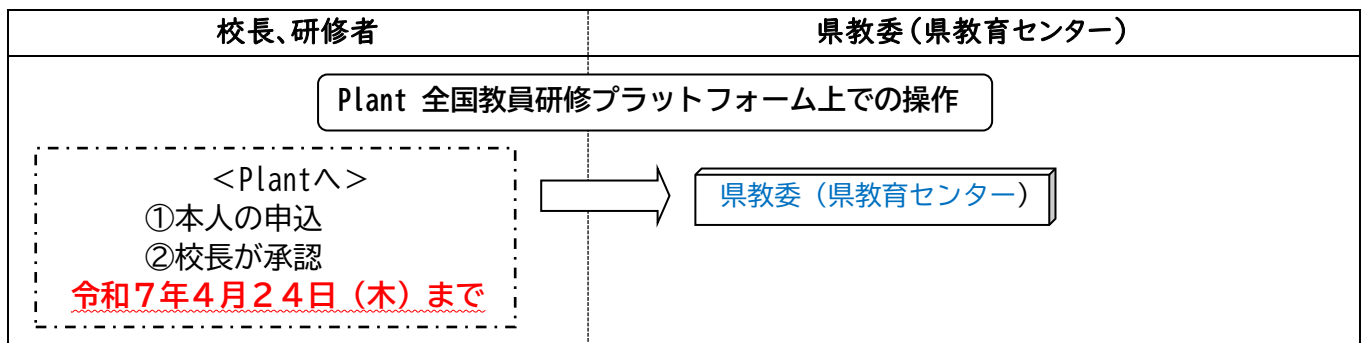 校長、研修者
県教委（県教育センター）
Plant 全国教員研修プラットフォーム上での操作
＜Plantへ＞
①本人の申込
②校長が承認
令和７年４月２４日（木）まで
県教委（県教育センター）